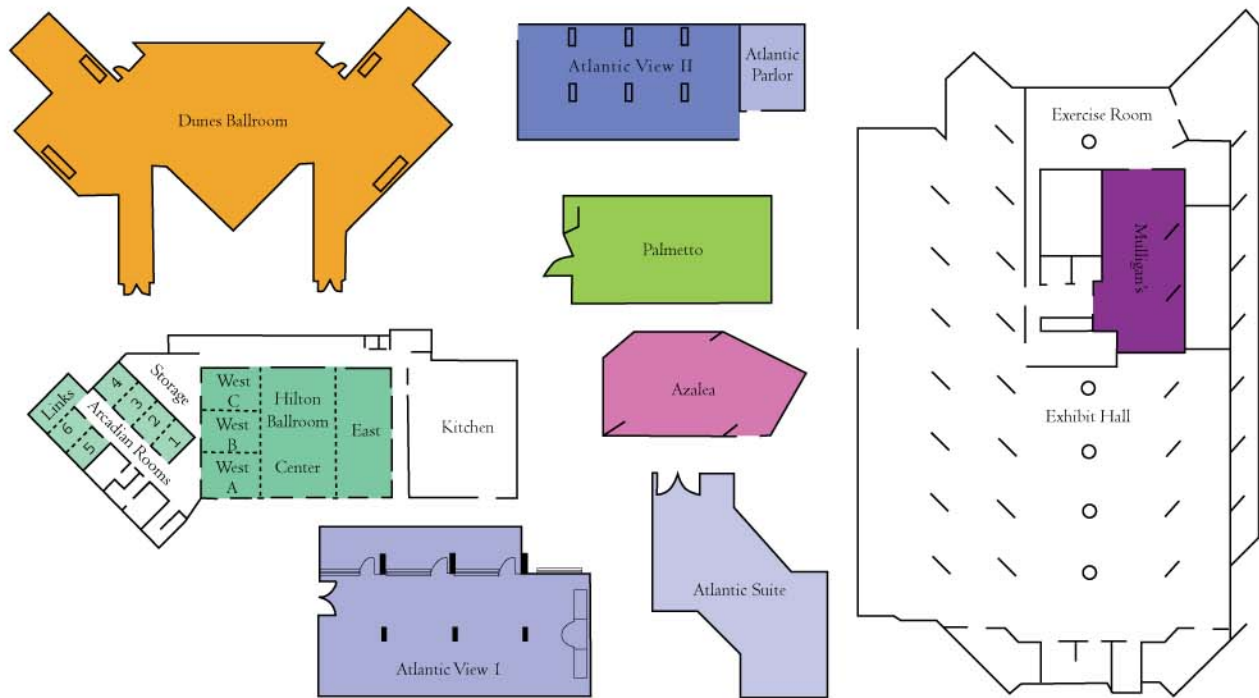 Dunes Ballroom
Atlantic View II
Atlantic
Parlor
Exercise Room
Mulligan's
Exhibit Hall
Palmetto
Azalea
Atlantic Suite
Links
4
3
2
1
6
5
Arcadian Rooms
Storage
West
C
West
B
West
A
Hilton
Ballroom
Center
East
Kitchen
Atlantic View I